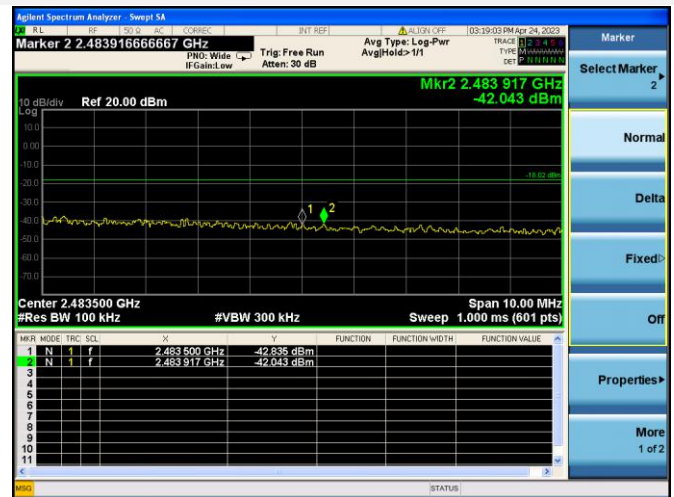 Agilent Spectrum Analyzer - Swept SA
RL RF 50 Ω AC CORREC INT REF ALIGN OFF 03:19:03 PM Apr 24, 2023
Marker 2 2.483916666667 GHz
PNO: Wide
IFGain:Low
Trig: Free Run
Atten: 30 dB
Avg Type: Log-Pwr
Avg|Hold>1/1
TRACE 1 2 3 4 5 6
TYPE
DET P N N N N N
Mkr2 2.483 917 GHz
-42.043 dBm
10 dB/div Ref 20.00 dBm
Log
10.0
0.00
-10.0
-18.02 dBm
-20.0
-30.0
1 2
-40.0
-50.0
-60.0
-70.0
Center 2.483500 GHz Span 10.00 MHz
#Res BW 100 kHz #VBW 300 kHz Sweep 1.000 ms (601 pts)
MKR MODE TRC SCL X Y FUNCTION FUNCTION WIDTH FUNCTION VALUE
1 N 1 f 2.483 500 GHz -42.835 dBm
2 N 1 f 2.483 917 GHz -42.043 dBm
3
4
5
6
7
8
9
10
11
MSG STATUS
Marker
Select Marker
2
Normal
Delta
Fixed
Off
Properties
More
1 of 2